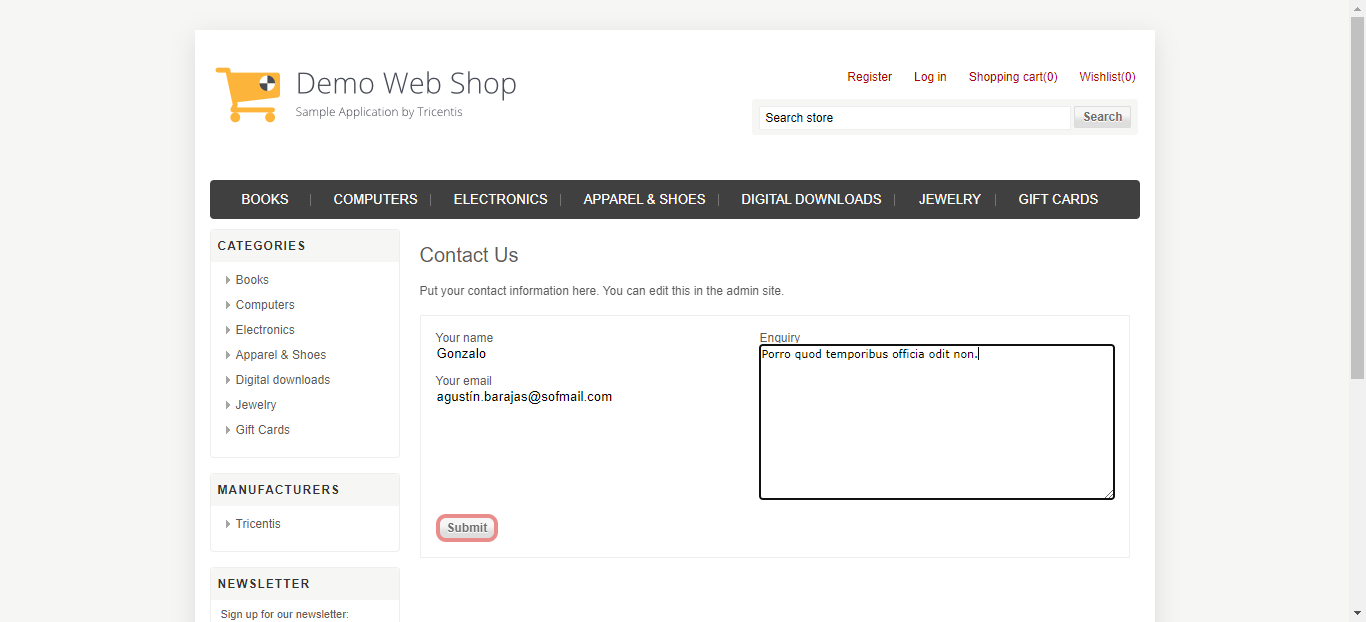 Demo Web Shop
Sample Application by Tricentis
Register Log in Shopping cart(0) Wishlist(0)
Search store Search
BOOKS COMPUTERS ELECTRONICS APPAREL & SHOES DIGITAL DOWNLOADS JEWELRY GIFT CARDS
CATEGORIES
Books
Computers
Electronics
Apparel & Shoes
Digital downloads
Jewelry
Gift Cards
MANUFACTURERS
Tricentis
NEWSLETTER
Sign up for our newsletter:
Contact Us
Put your contact information here. You can edit this in the admin site.
Your name
Gonzalo
Your email
agustín.barajas@sofmail.com
Enquiry
Porro quod temporibus officia odit non.
Submit